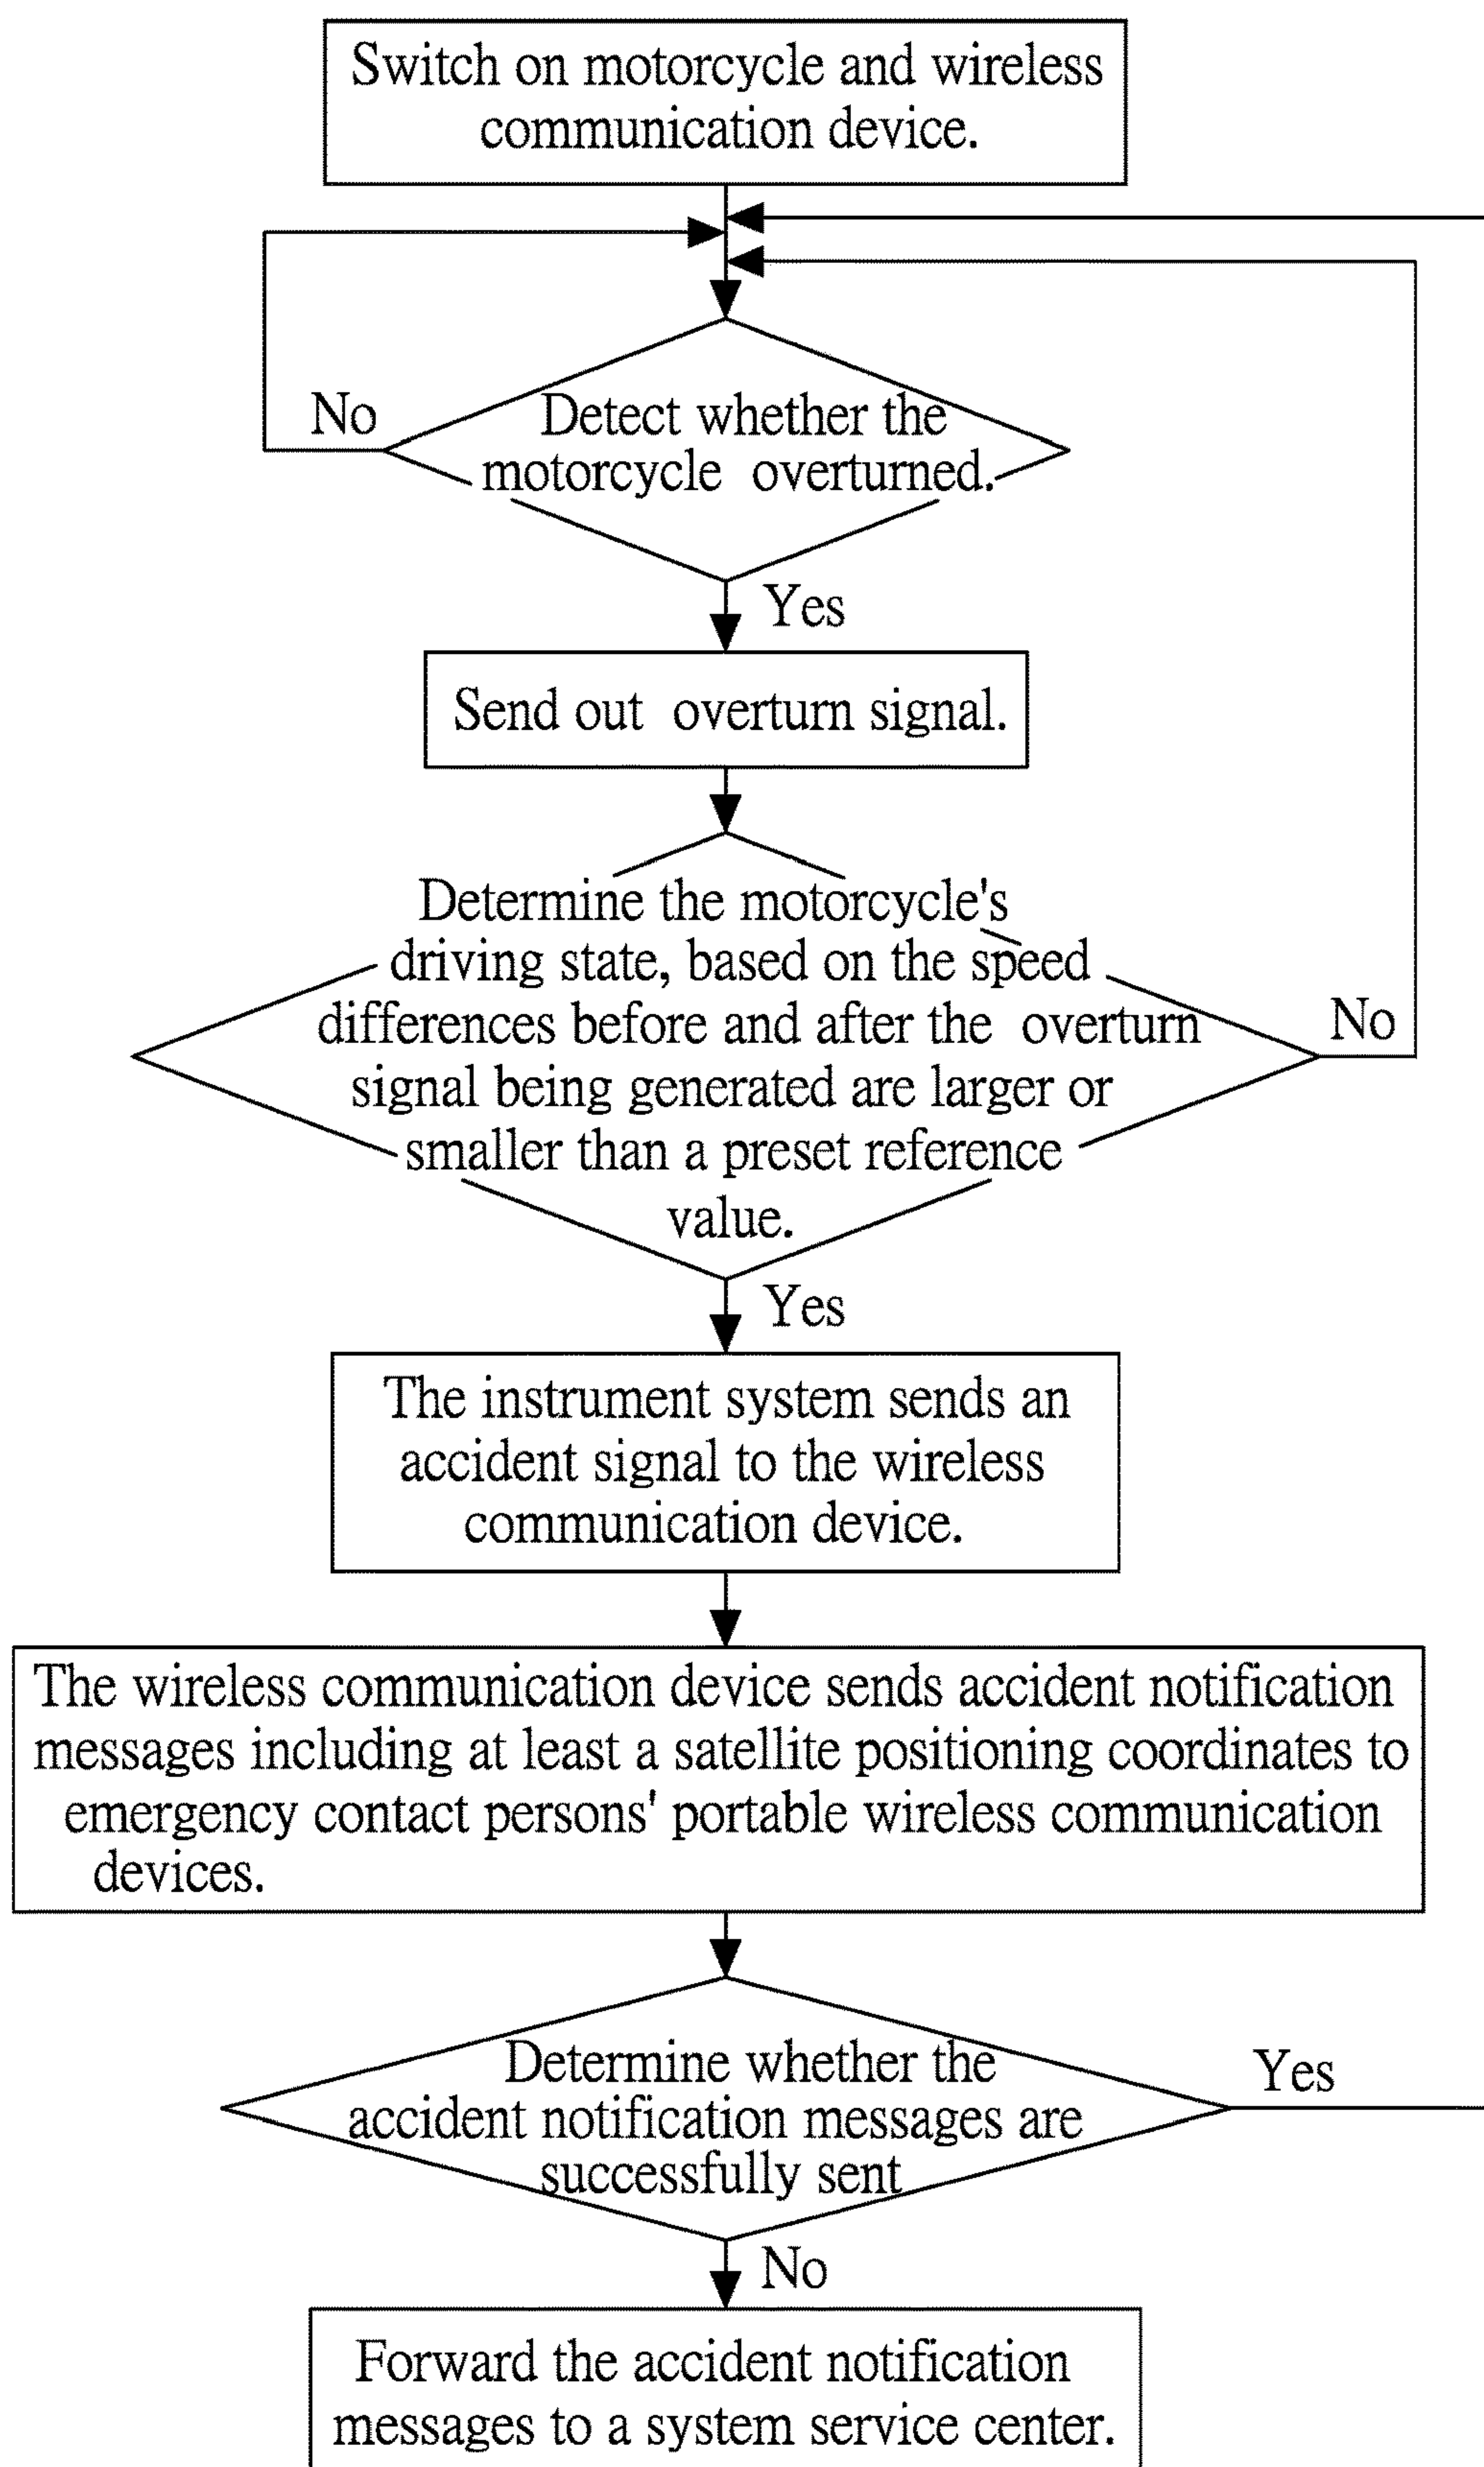 Switch on motorcycle and wireless
communication device.
No
Detect whether the
motorcycle overturned.
Yes
Send out overturn signal.
Determine the motorcycle's
driving state, based on the speed
differences before and after the overturn
signal being generated are larger or
smaller than a preset reference
value.
No
Yes
The instrument system sends an
accident signal to the wireless
communication device.
The wireless communication device sends accident notification
messages including at least a satellite positioning coordinates to
emergency contact persons' portable wireless communication
devices.
Determine whether the
accident notification messages are
successfully sent
Yes
No
Forward the accident notification
messages to a system service center.